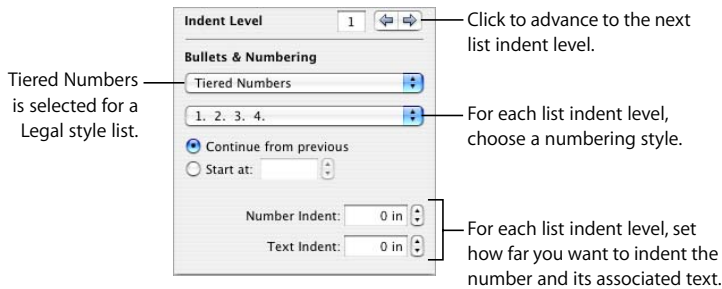 Indent Level 1
Click to advance to the next
list indent level.
Bullets & Numbering
Tiered Numbers
is selected for a
Legal style list.
Tiered Numbers
1. 2. 3. 4.
For each list indent level,
choose a numbering style.
Continue from previous
Start at:
Number Indent: 0 in
Text Indent: 0 in
For each list indent level, set
how far you want to indent the
number and its associated text.